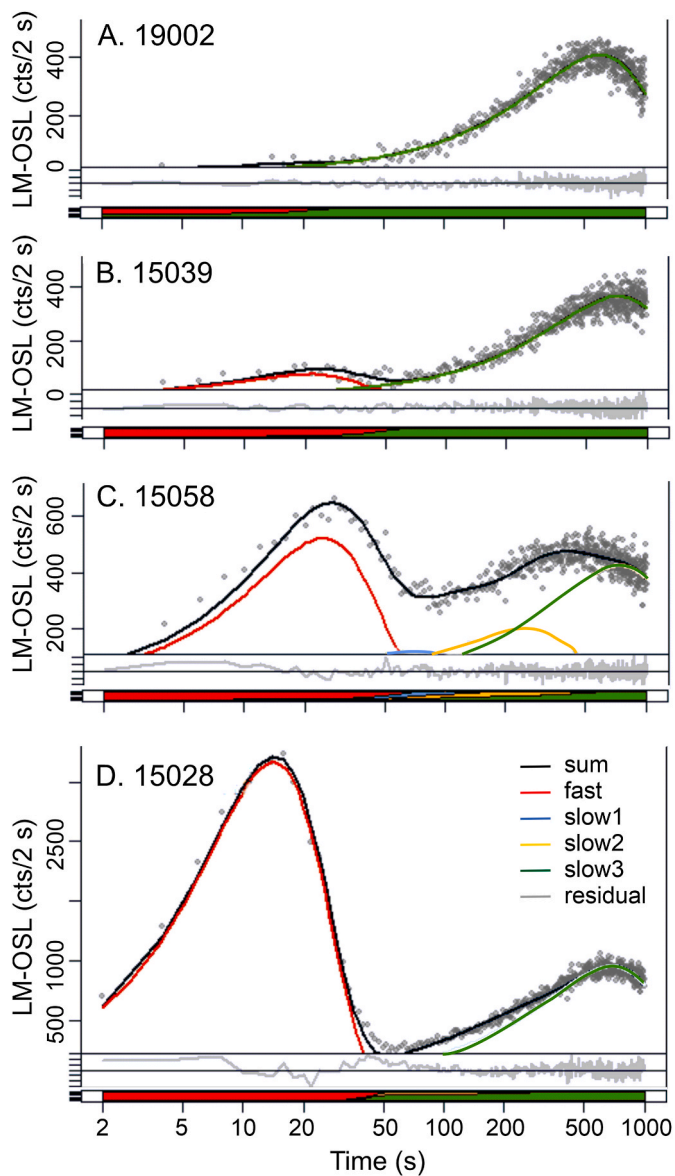 A. 19002
LM-OSL (cts/2 s)
400
200
0
B. 15039
LM-OSL (cts/2 s)
400
200
0
C. 15058
LM-OSL (cts/2 s)
600
400
200
D. 15028
LM-OSL (cts/2 s)
2500
1000
500
sum
fast
slow1
slow2
slow3
residual
2 5 10 20 50 100 200 500 1000
Time (s)